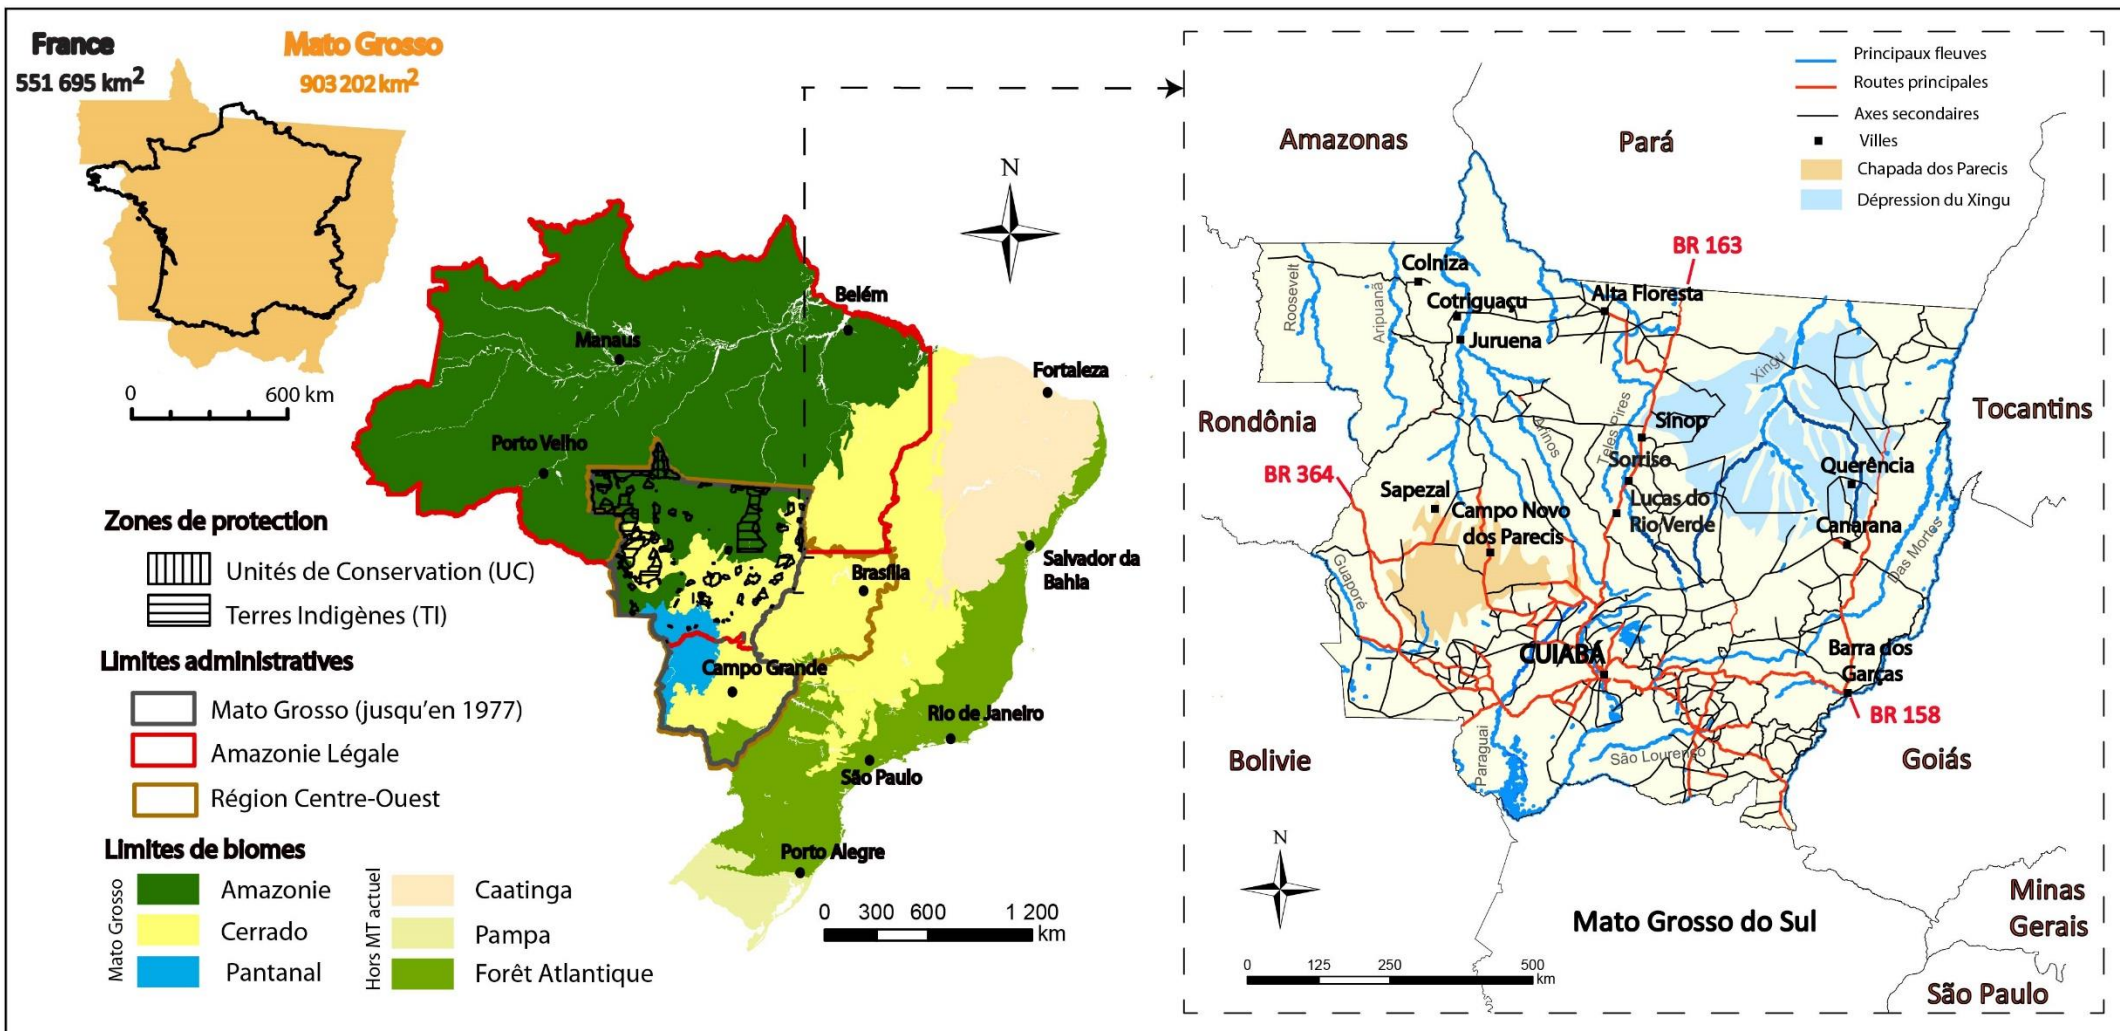 France
551 695 km²
Mato Grosso
903 202 km²
0 600 km
N
Belém
Manaus
Fortaleza
Porto Velho
Salvador da
Bahia
Brasília
Campo Grande
Rio de Janeiro
São Paulo
Porto Alegre
0 300 600 1 200
km
Zones de protection
Unités de Conservation (UC)
Terres Indigènes (TI)
Limites administratives
Mato Grosso (jusqu'en 1977)
Amazonie Légale
Région Centre-Ouest
Limites de biomes
Mato Grosso
Amazonie
Cerrado
Pantanal
Hors MT actuel
Caatinga
Pampa
Forêt Atlantique
Principaux fleuves
Routes principales
Axes secondaires
Villes
Chapada dos Parecis
Dépression du Xingu
Amazonas
Pará
BR 163
Colniza
Cotriguaçu
Alta Floresta
Juruena
Roosevelt
Aripuanã
Xingu
Rondônia
Tocantins
Sinop
Teles Pires
Arinos
Sorriso
Querência
BR 364
Sapezal
Campo Novo
dos Parecis
Lucas do
Rio Verde
Canarana
Das Mortes
Guaporé
CUIABÁ
Barra dos
Garças
BR 158
Bolivie
Paraguai
São Lourenço
Goiás
N
Mato Grosso do Sul
Minas
Gerais
São Paulo
0 125 250 500
km